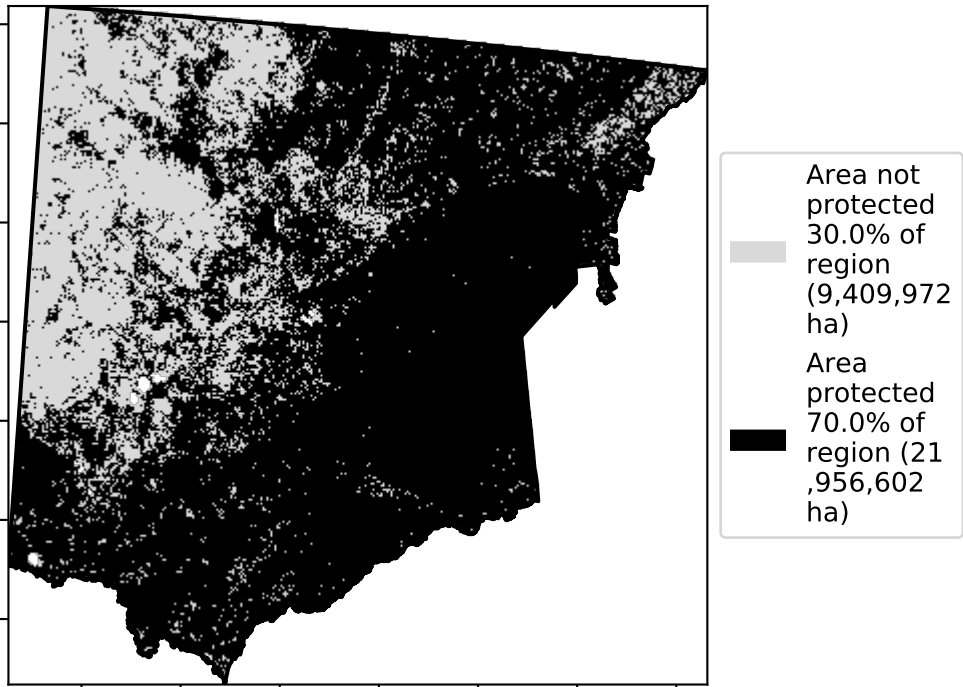 Area not
protected
30.0% of
region
(9,409,972
ha)
Area
protected
70.0% of
region (21
,956,602
ha)